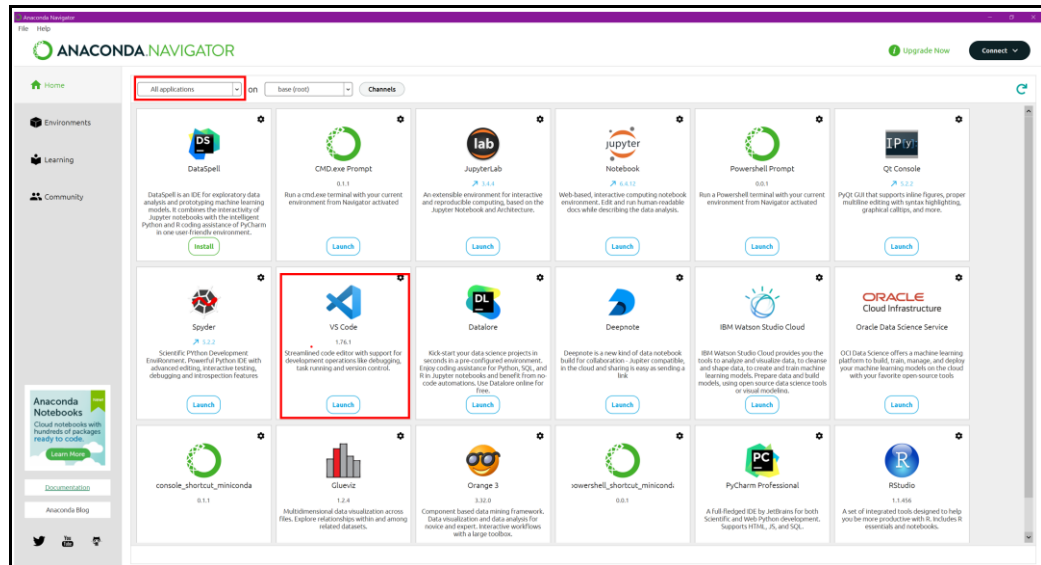 Anaconda Navigator
File Help
ANACONDA.NAVIGATOR
Upgrade Now
Connect
Home
All applications
on
base (root)
Channels
Environments
Learning
Community
DS
DataSpell
DataSpell is an IDE for exploratory data
analysis and prototyping machine learning
models. It combines the interactivity of
Jupyter notebooks with the intelligent
Python and R coding assistance of PyCharm
in one user-friendly environment.
Install
CMD.exe Prompt
0.1.1
Run a cmd.exe terminal with your current
environment from Navigator activated
Launch
lab
JupyterLab
3.4.4
An extensible environment for interactive
and reproducible computing, based on the
Jupyter Notebook and Architecture.
Launch
jupyter
Notebook
6.4.12
Web-based, interactive computing notebook
environment. Edit and run human-readable
docs while describing the data analysis.
Launch
Powershell Prompt
0.0.1
Run a Powershell terminal with your current
environment from Navigator activated
Launch
IP[y]:
Qt Console
5.2.2
PyQt GUI that supports inline figures, proper
multiline editing with syntax highlighting,
graphical calltips, and more.
Launch
Spyder
5.2.2
Scientific PYthon Development
EnviRonment. Powerful Python IDE with
advanced editing, interactive testing,
debugging and introspection features
Launch
VS Code
1.76.1
Streamlined code editor with support for
development operations like debugging,
task running and version control.
Launch
DL
Datalore
Kick-start your data science projects in
seconds in a pre-configured environment.
Enjoy coding assistance for Python, SQL, and
R in Jupyter notebooks and benefit from no-
code automations. Use Datalore online for
free.
Launch
Deepnote
Deepnote is a new kind of data notebook
built for collaboration - Jupyter compatible,
in the cloud and sharing is easy as sending a
link
Launch
IBM Watson Studio Cloud
IBM Watson Studio Cloud provides you the
tools to analyze and visualize data, to cleanse
and shape data, to create and train machine
learning models. Prepare data and build
models, using open source data science tools
or visual modeling.
Launch
ORACLE
Cloud Infrastructure
Oracle Data Science Service
OCI Data Science offers a machine learning
platform to build, train, manage, and deploy
your machine learning models on the cloud
with your favorite open-source tools
Launch
console_shortcut_miniconda
0.1.1
Glueviz
1.2.4
Multidimensional data visualization across
files. Explore relationships within and among
related datasets.
Orange 3
3.32.0
Component based data mining framework.
Data visualization and data analysis for
novice and expert. Interactive workflows
with a large toolbox.
powershell_shortcut_miniconda
0.0.1
PC
PyCharm Professional
A full-fledged IDE by JetBrains for both
Scientific and Web Python development.
Supports HTML, JS, and SQL.
R
RStudio
1.1.456
A set of integrated tools designed to help
you be more productive with R. Includes R
essentials and notebooks.
Anaconda
Notebooks
Cloud notebooks with
hundreds of packages
ready to code.
Learn More
Documentation
Anaconda Blog
You
Tube